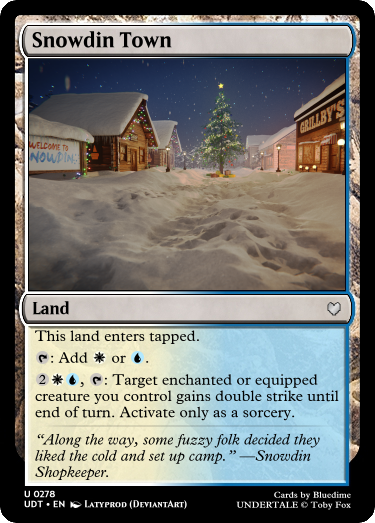 Snowdin Town
WELCOME TO
SNOWDIN
GRILLBY'S
Land
This land enters tapped.
: Add or .
2, : Target enchanted or equipped
creature you control gains double strike until
end of turn. Activate only as a sorcery.
“Along the way, some fuzzy folk decided they
liked the cold and set up camp.” —Snowdin
Shopkeeper.
U 0278
UDT • EN LATYPROD (DEVIANTART)
Cards by Bluedime
UNDERTALE © Toby Fox